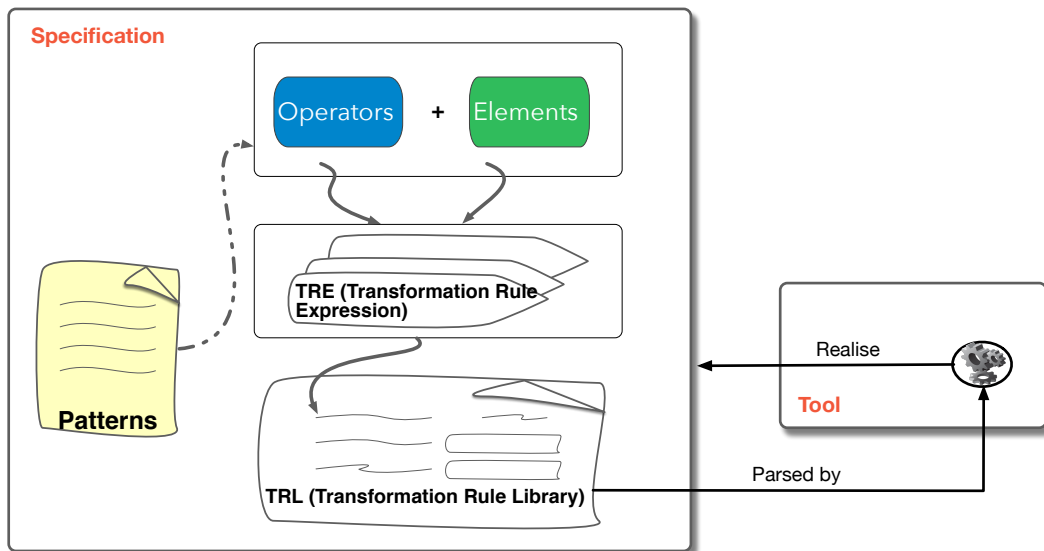 Specification
Operators
+
Elements
TRE (Transformation Rule
Expression)
Patterns
TRL (Transformation Rule Library)
Realise
Tool
Parsed by